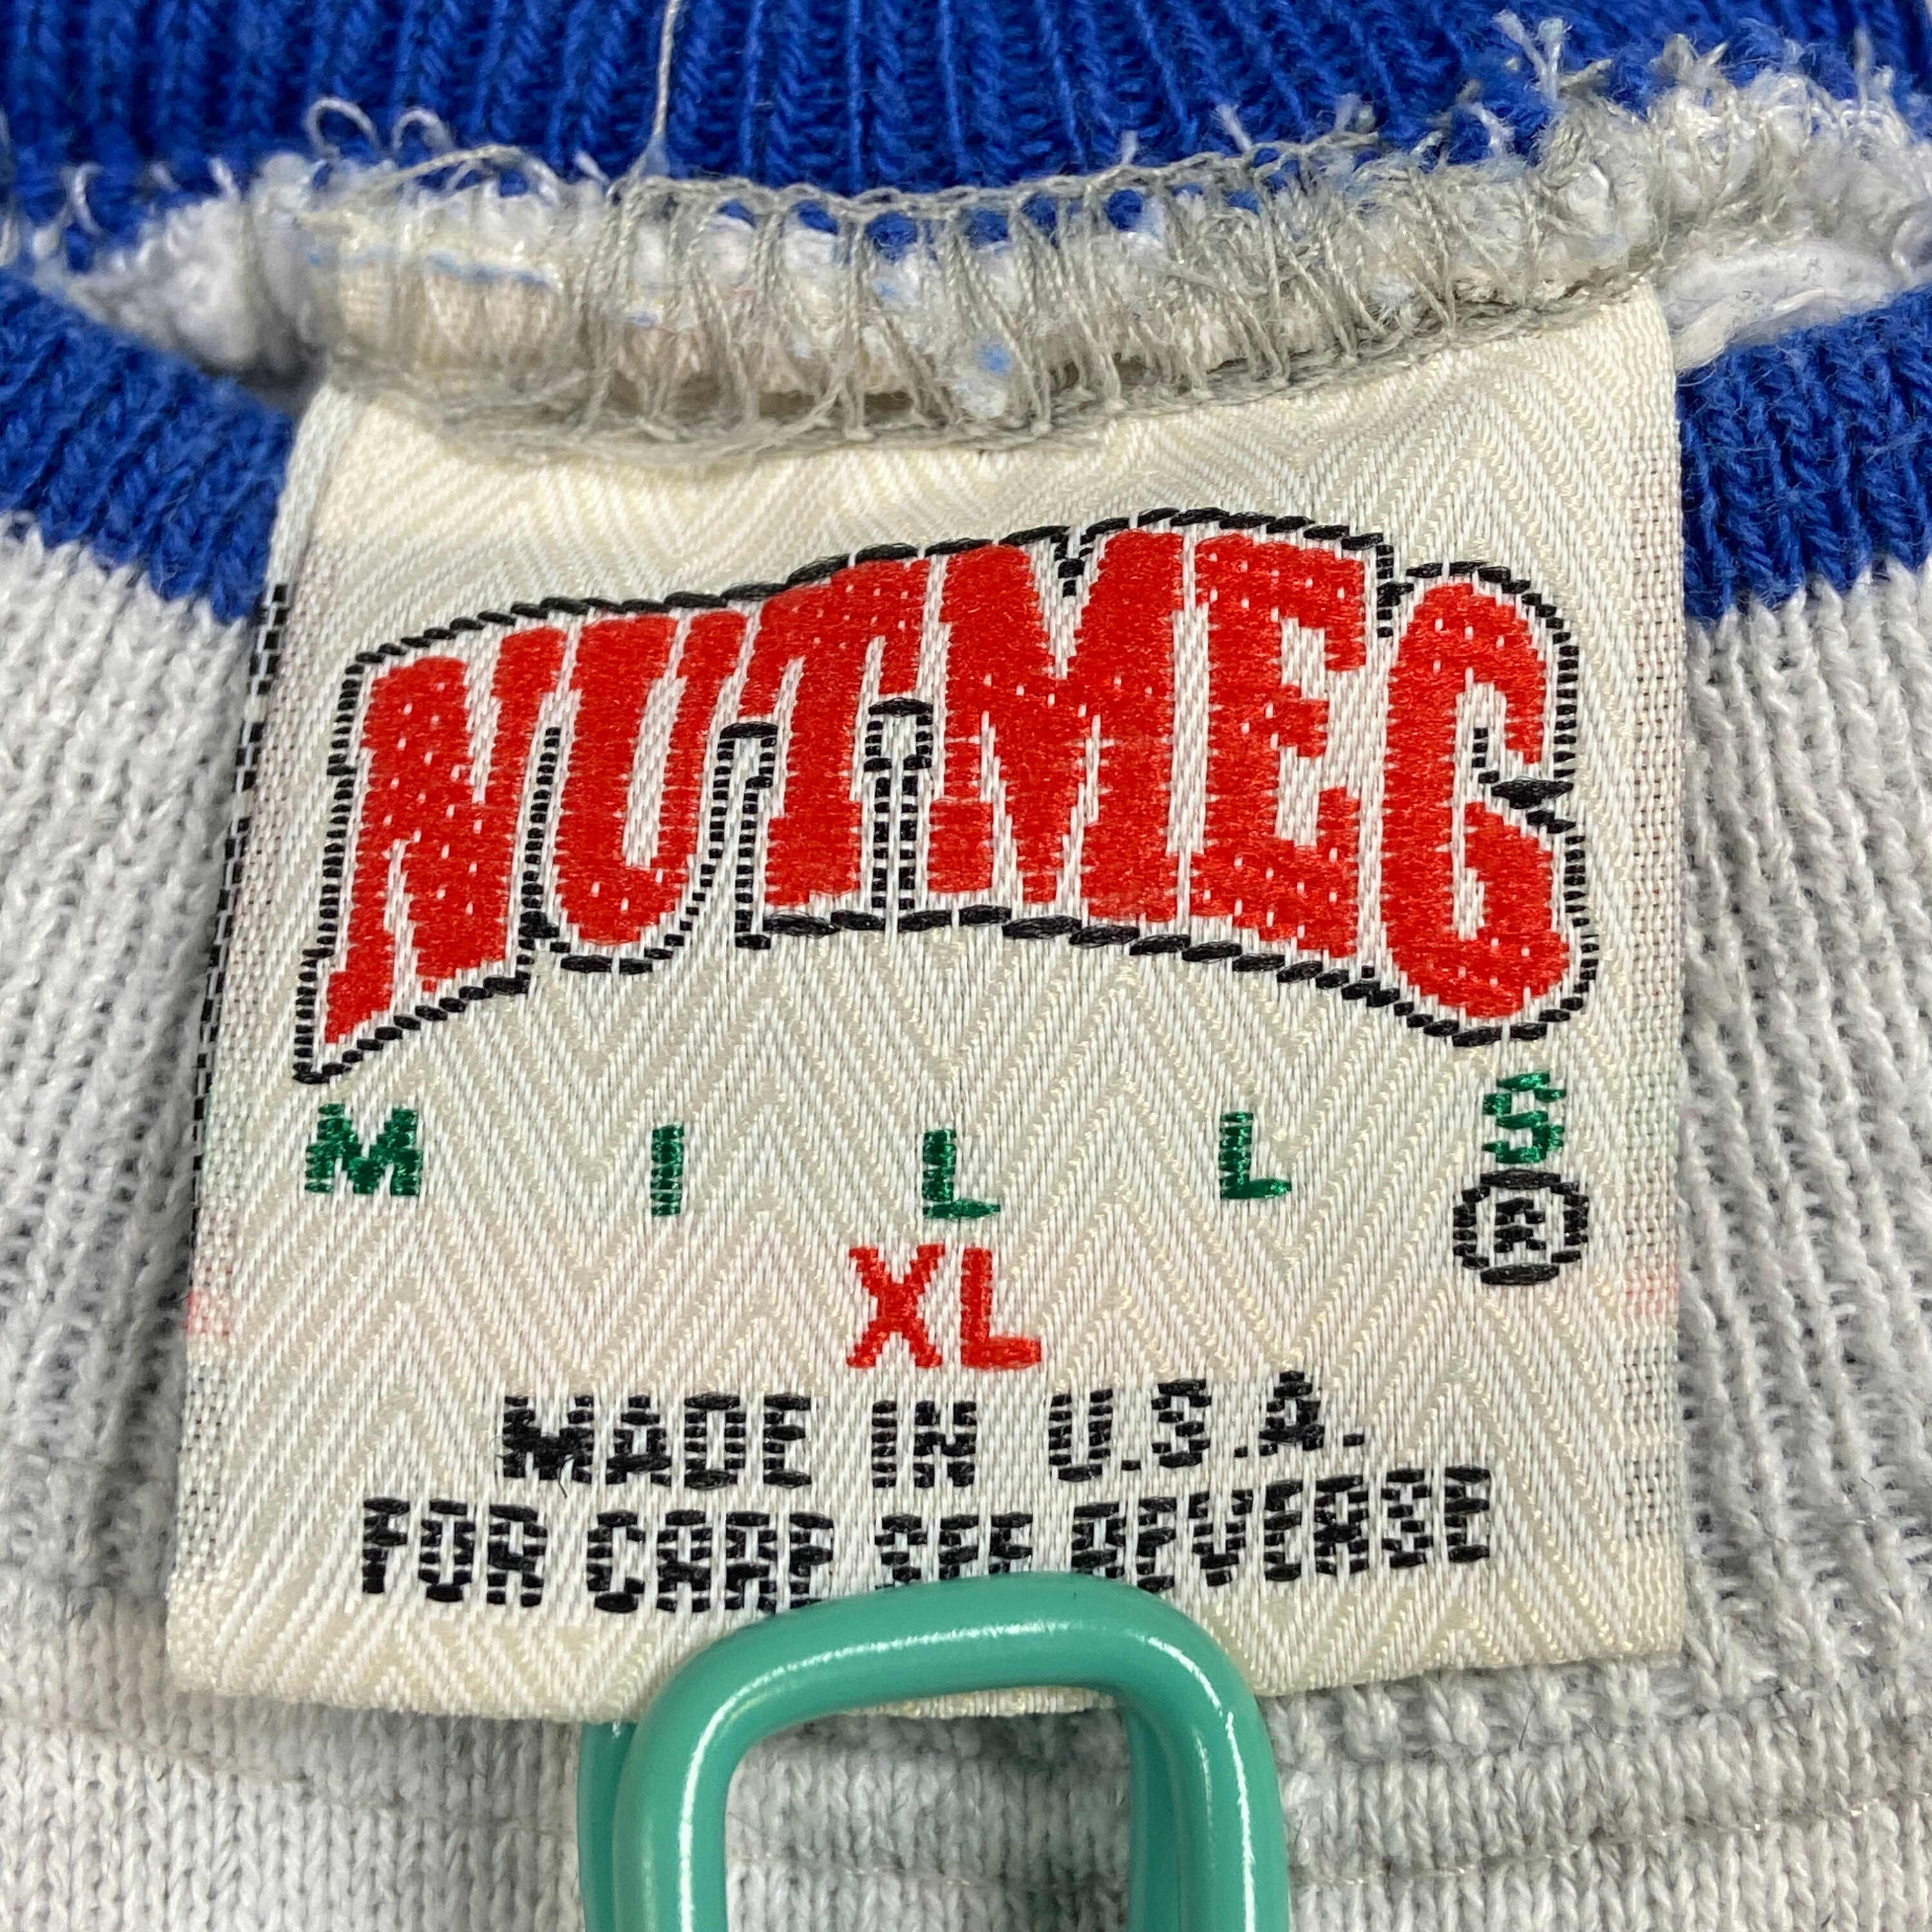 NUTMEG
MILLS
®
XL
MADE IN U.S.A.
FOR CARE SEE REVERSE